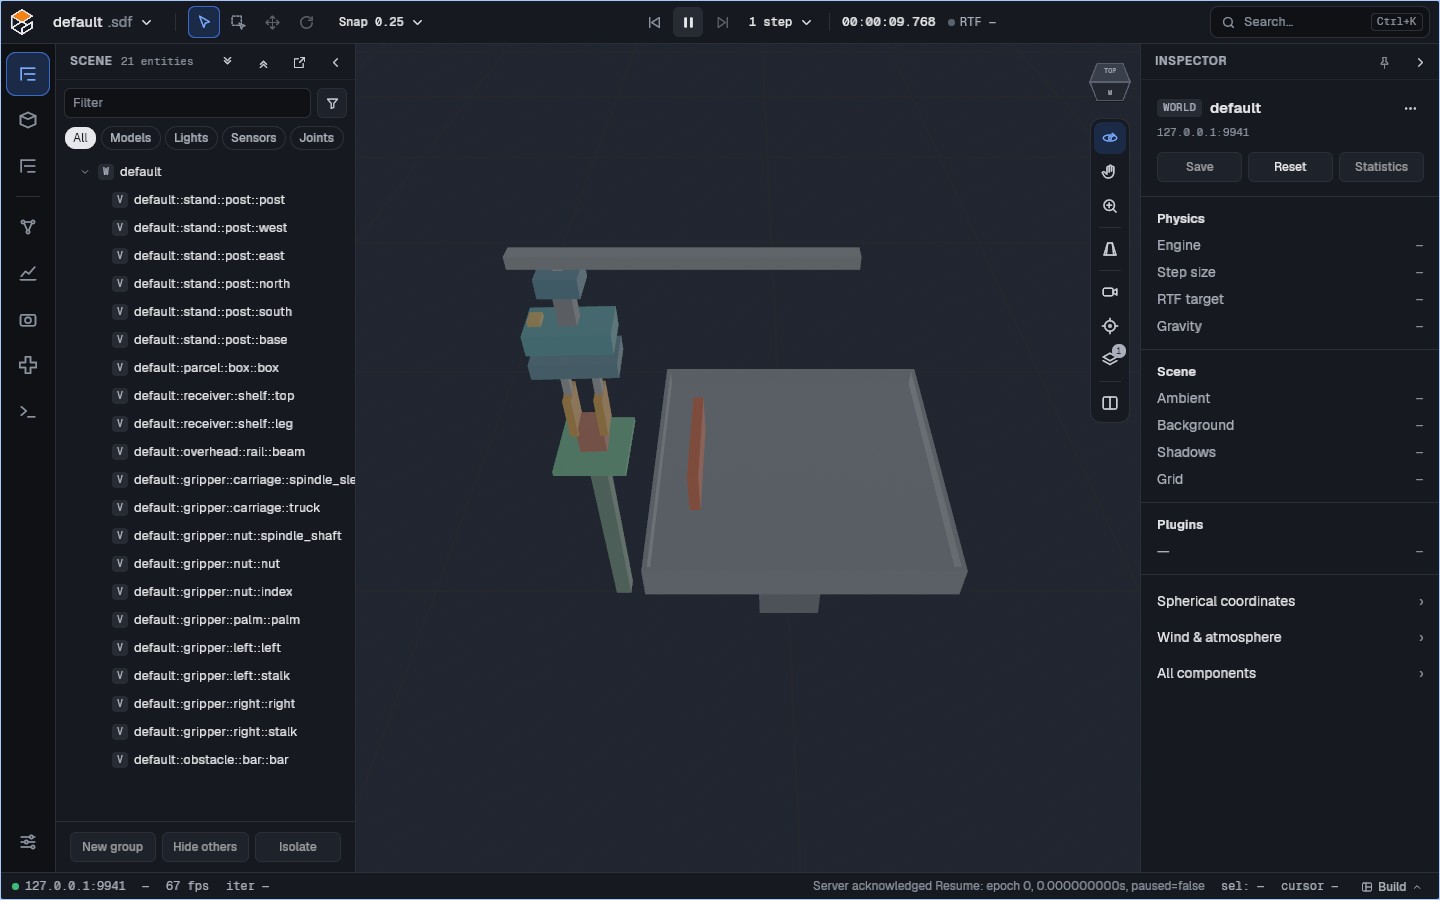 default .sdf
Snap 0.25
1 step
00:00:09.768
RTF –
Search...
Ctrl+K
SCENE 21 entities
Filter
All Models Lights Sensors Joints
W default
V default::stand::post::post
V default::stand::post::west
V default::stand::post::east
V default::stand::post::north
V default::stand::post::south
V default::stand::post::base
V default::parcel::box::box
V default::receiver::shelf::top
V default::receiver::shelf::leg
V default::overhead::rail::beam
V default::gripper::carriage::spindle_sle
V default::gripper::carriage::truck
V default::gripper::nut::spindle_shaft
V default::gripper::nut::nut
V default::gripper::nut::index
V default::gripper::palm::palm
V default::gripper::left::left
V default::gripper::left::stalk
V default::gripper::right::right
V default::gripper::right::stalk
V default::obstacle::bar::bar
New group Hide others Isolate
TOP
1
INSPECTOR
WORLD default
127.0.0.1:9941
Save Reset Statistics
Physics
Engine –
Step size –
RTF target –
Gravity –
Scene
Ambient –
Background –
Shadows –
Grid –
Plugins
— –
Spherical coordinates ›
Wind & atmosphere ›
All components ›
127.0.0.1:9941 – 67 fps iter –
Server acknowledged Resume: epoch 0, 0.000000000s, paused=false sel: – cursor – Build